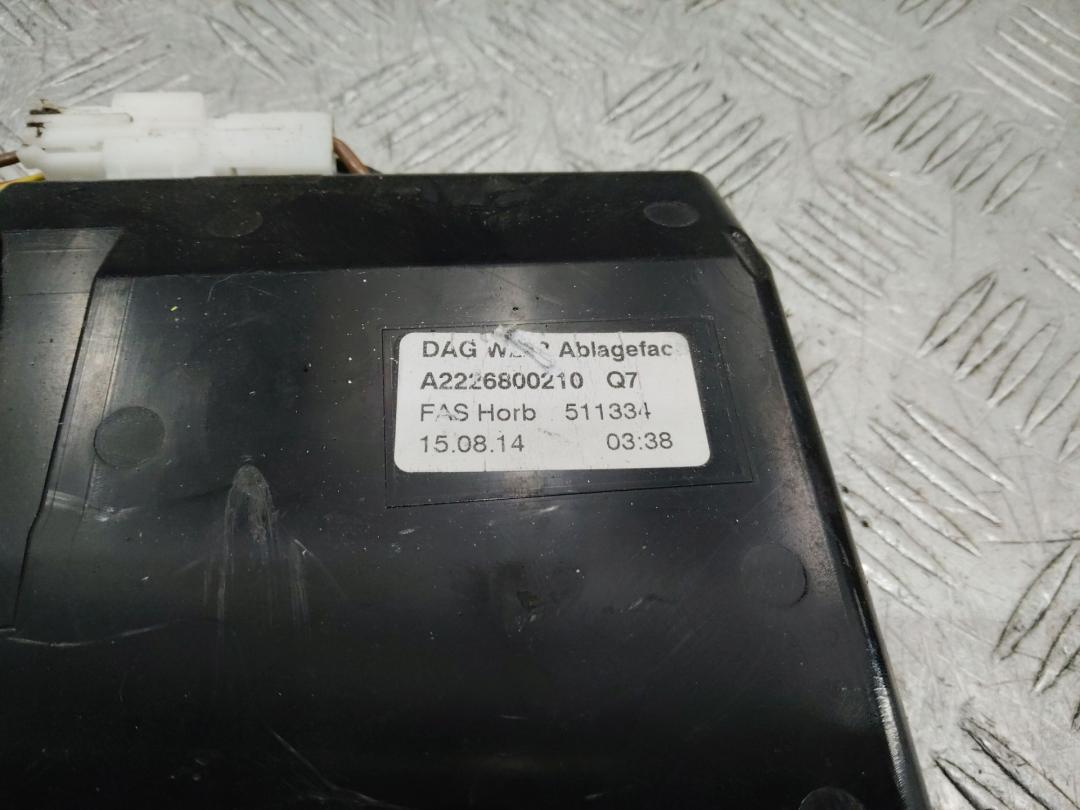 DAG Ablagefac
A2226800210 Q7
FAS Horb 511334
15.08.14 03:38